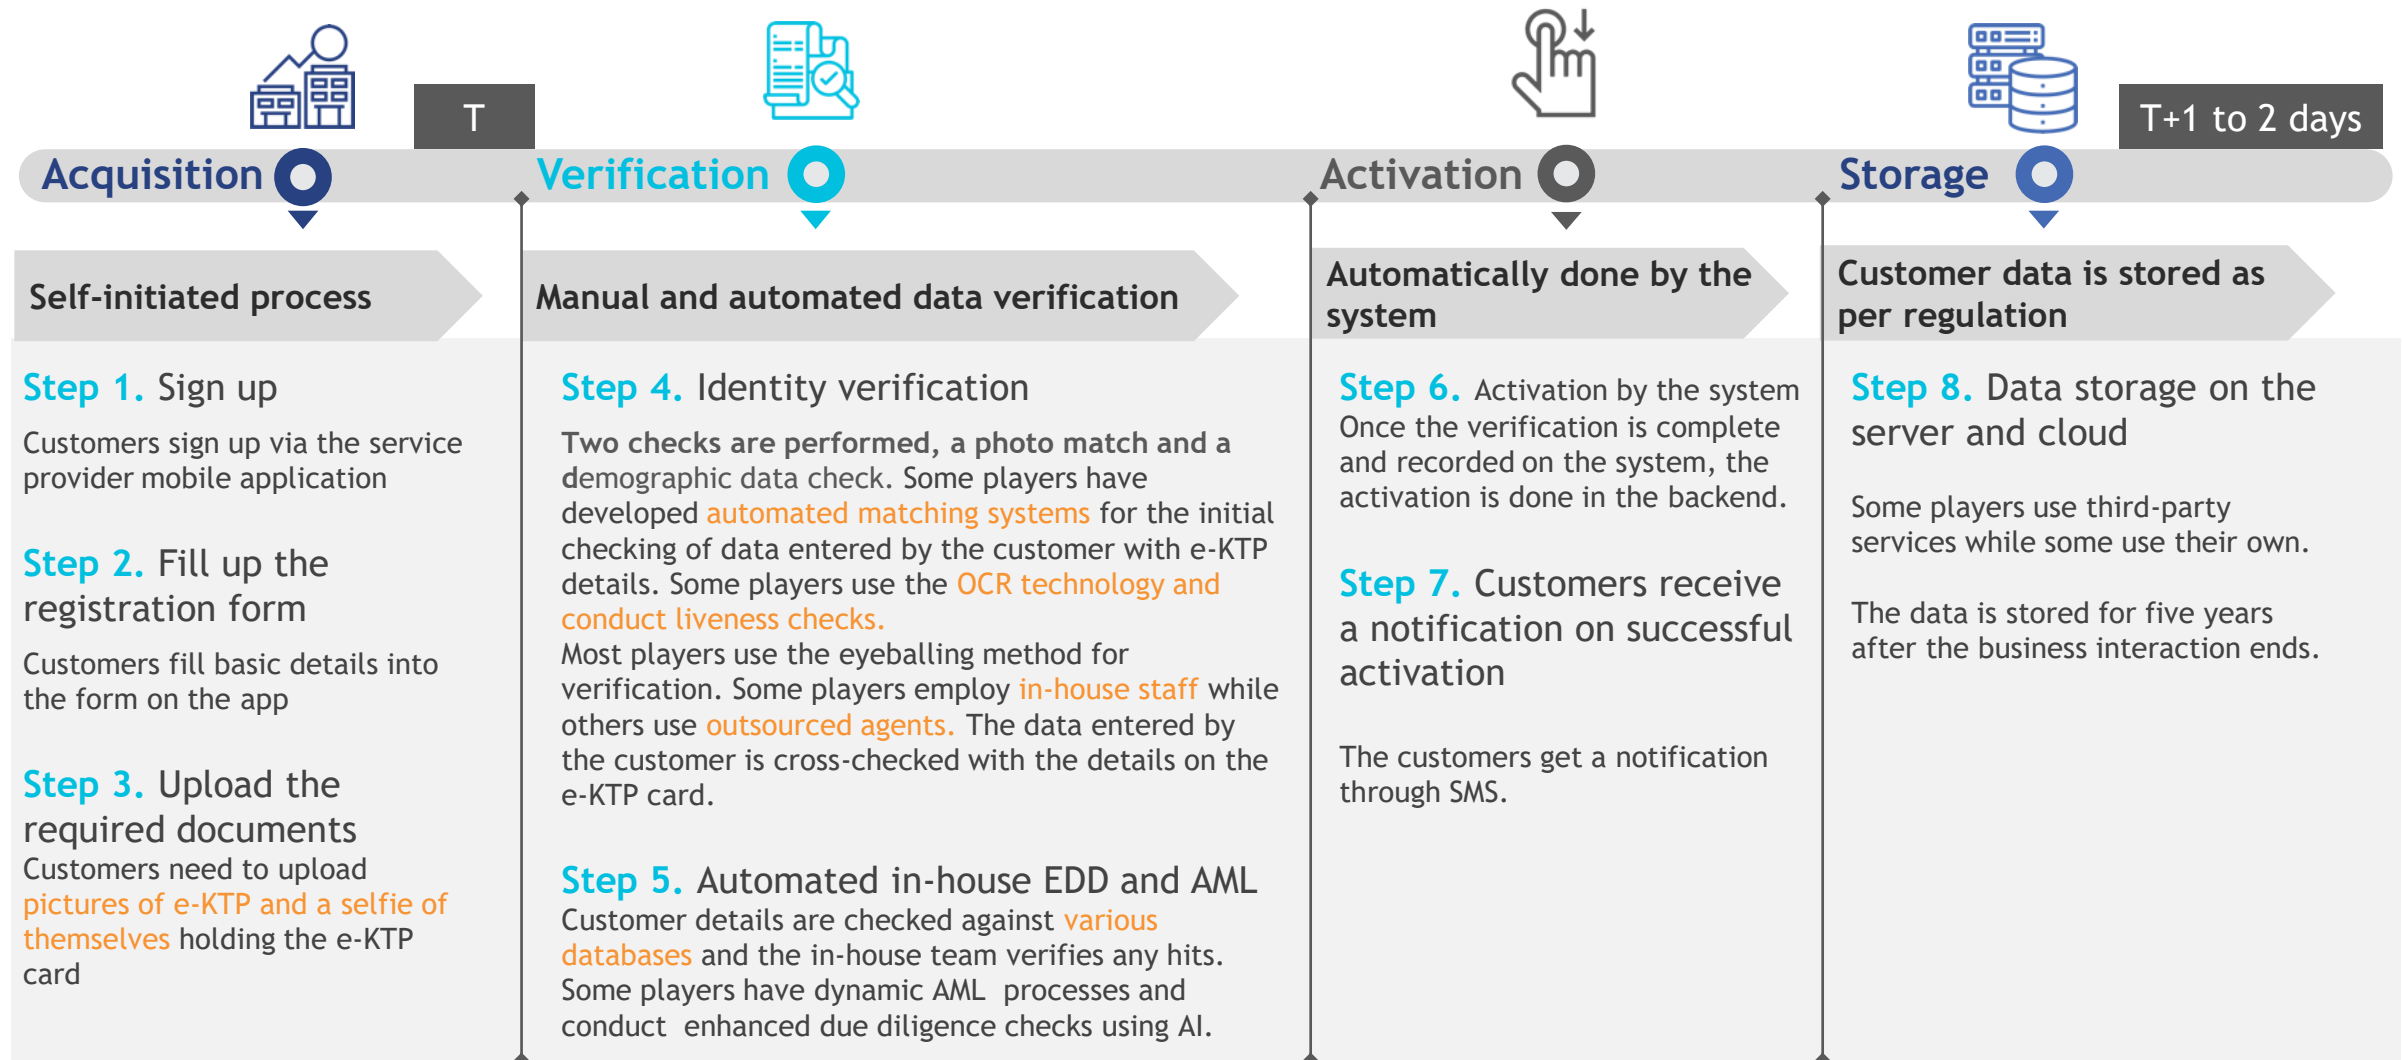 T
T+1 to 2 days
Acquisition
Verification
Activation
Storage
Self-initiated process
Step 1. Sign up
Customers sign up via the service
provider mobile application
Step 2. Fill up the
registration form
Customers fill basic details into
the form on the app
Step 3. Upload the
required documents
Customers need to upload
pictures of e-KTP and a selfie of
themselves holding the e-KTP
card
Manual and automated data verification
Step 4. Identity verification
Two checks are performed, a photo match and a
demographic data check. Some players have
developed automated matching systems for the initial
checking of data entered by the customer with e-KTP
details. Some players use the OCR technology and
conduct liveness checks.
Most players use the eyeballing method for
verification. Some players employ in-house staff while
others use outsourced agents. The data entered by
the customer is cross-checked with the details on the
e-KTP card.
Step 5. Automated in-house EDD and AML
Customer details are checked against various
databases and the in-house team verifies any hits.
Some players have dynamic AML processes and
conduct enhanced due diligence checks using AI.
Automatically done by the
system
Step 6. Activation by the system
Once the verification is complete
and recorded on the system, the
activation is done in the backend.
Step 7. Customers receive
a notification on successful
activation
The customers get a notification
through SMS.
Customer data is stored as
per regulation
Step 8. Data storage on the
server and cloud
Some players use third-party
services while some use their own.
The data is stored for five years
after the business interaction ends.